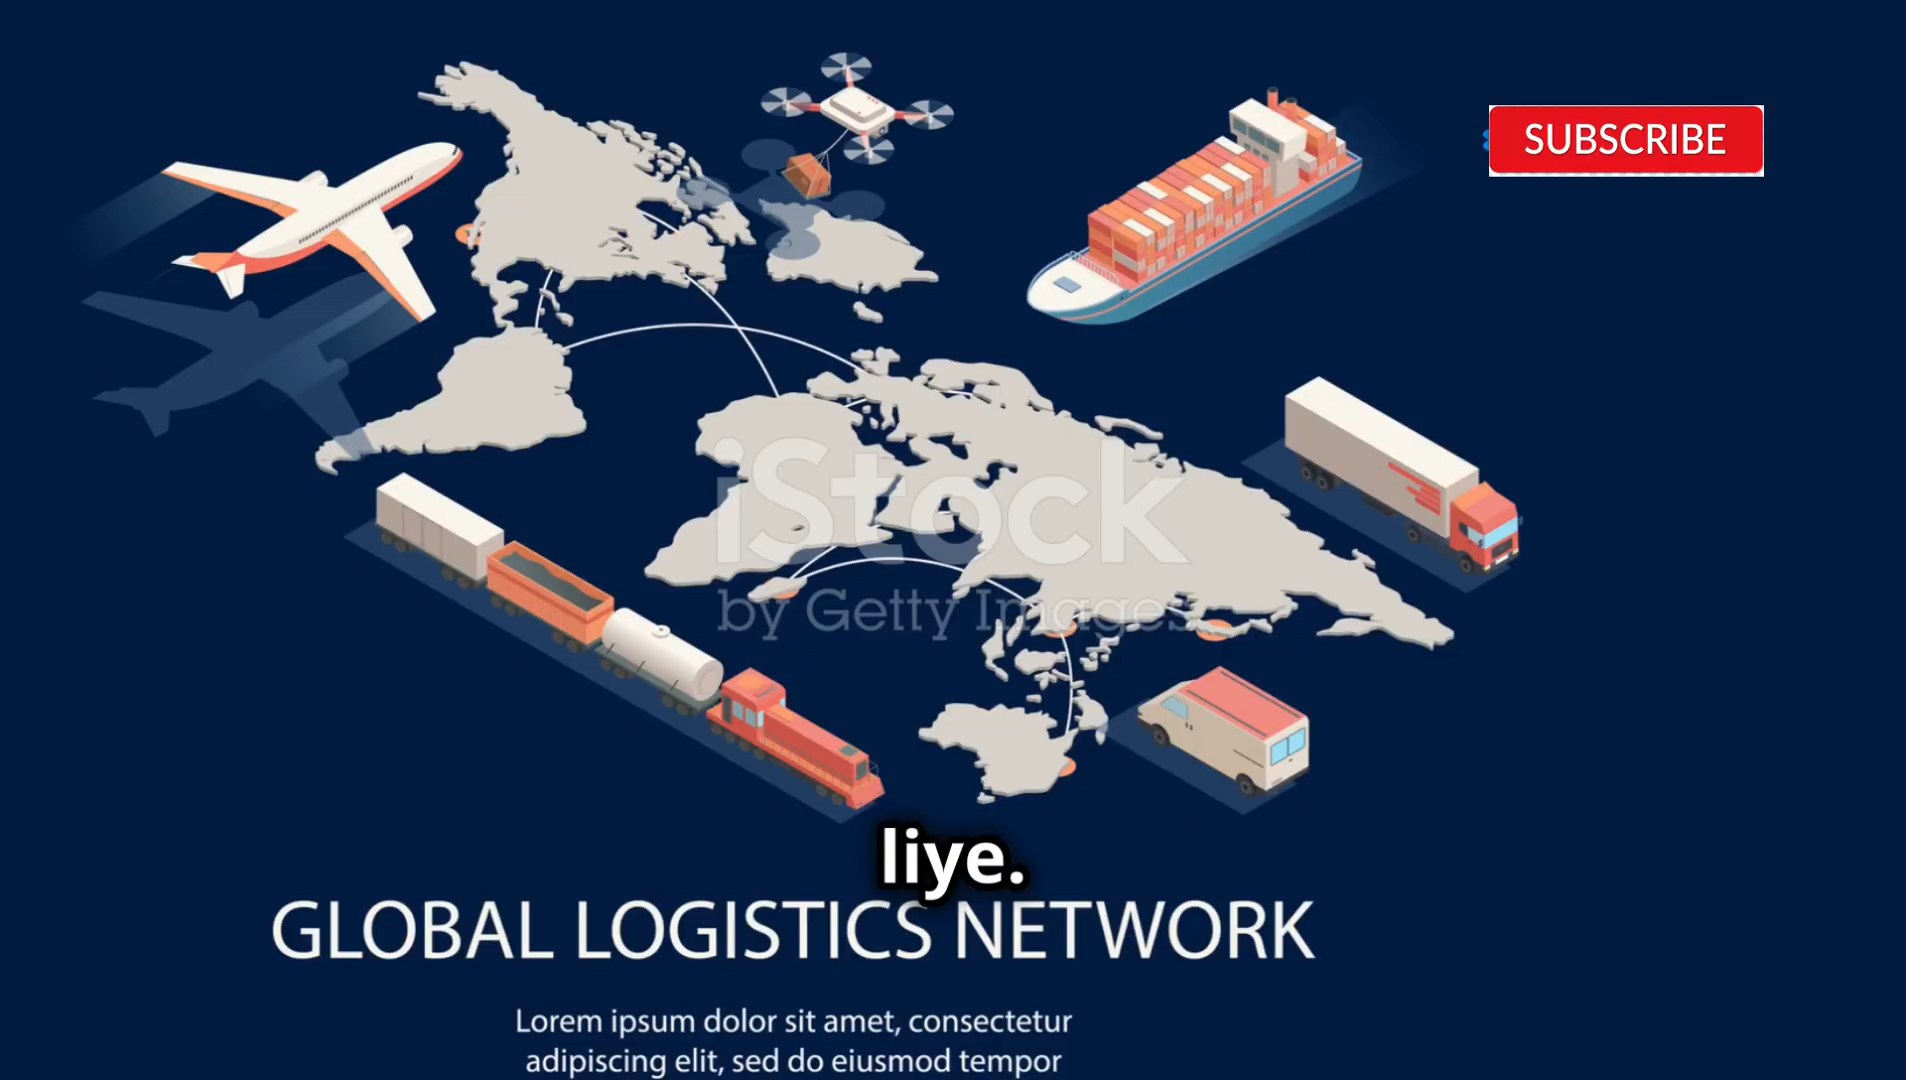 SUBSCRIBE
iStock
by Getty Images
liye.
GLOBAL LOGISTICS NETWORK
Lorem ipsum dolor sit amet, consectetur
adipiscing elit, sed do eiusmod tempor